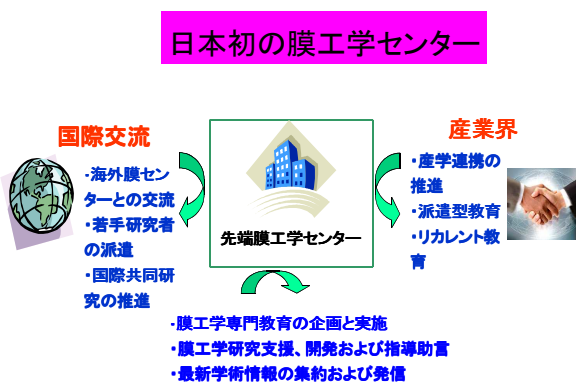 日本初の膜工学センター
国際交流
・海外膜セン
ターとの交流
・若手研究者
の派遣
・国際共同研
究の推進
先端膜工学センター
産業界
・産学連携の
推進
・派遣型教育
・リカレント教
育
・膜工学専門教育の企画と実施
・膜工学研究支援、開発および指導助言
・最新学術情報の集約および発信